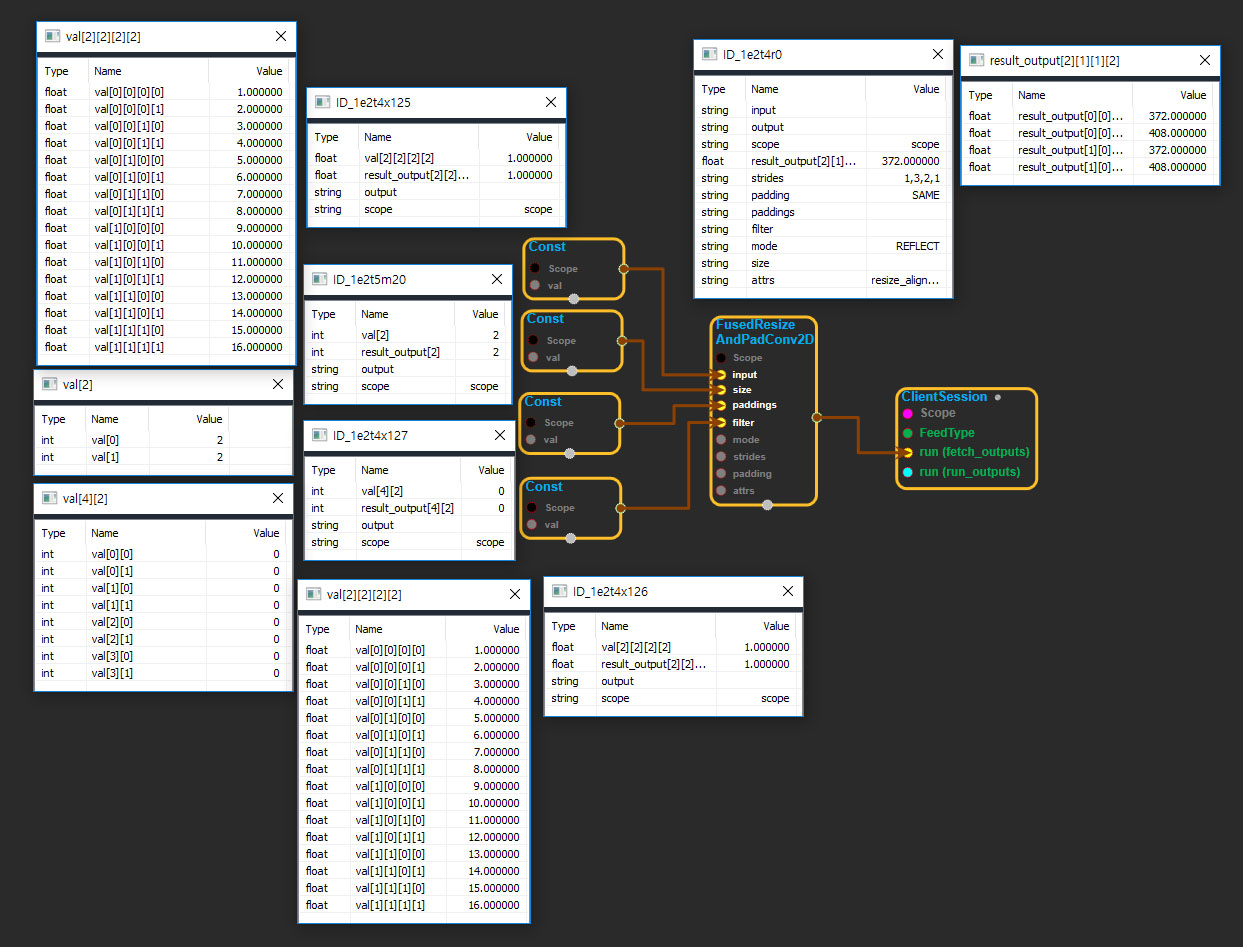 val[2][2][2][2]
Type Name Value
float val[0][0][0][0] 1.000000
float val[0][0][0][1] 2.000000
float val[0][0][1][0] 3.000000
float val[0][0][1][1] 4.000000
float val[0][1][0][0] 5.000000
float val[0][1][0][1] 6.000000
float val[0][1][1][0] 7.000000
float val[0][1][1][1] 8.000000
float val[1][0][0][0] 9.000000
float val[1][0][0][1] 10.000000
float val[1][0][1][0] 11.000000
float val[1][0][1][1] 12.000000
float val[1][1][0][0] 13.000000
float val[1][1][0][1] 14.000000
float val[1][1][1][0] 15.000000
float val[1][1][1][1] 16.000000
val[2]
Type Name Value
int val[0] 2
int val[1] 2
val[4][2]
Type Name Value
int val[0][0] 0
int val[0][1] 0
int val[1][0] 0
int val[1][1] 0
int val[2][0] 0
int val[2][1] 0
int val[3][0] 0
int val[3][1] 0
ID_1e2t4x125
Type Name Value
float val[2][2][2][2] 1.000000
float result_output[2][2]... 1.000000
string output
string scope scope
ID_1e2t5m20
Type Name Value
int val[2] 2
int result_output[2] 2
string output
string scope scope
ID_1e2t4x127
Type Name Value
int val[4][2] 0
int result_output[4][2] 0
string output
string scope scope
val[2][2][2][2]
Type Name Value
float val[0][0][0][0] 1.000000
float val[0][0][0][1] 2.000000
float val[0][0][1][0] 3.000000
float val[0][0][1][1] 4.000000
float val[0][1][0][0] 5.000000
float val[0][1][0][1] 6.000000
float val[0][1][1][0] 7.000000
float val[0][1][1][1] 8.000000
float val[1][0][0][0] 9.000000
float val[1][0][0][1] 10.000000
float val[1][0][1][0] 11.000000
float val[1][0][1][1] 12.000000
float val[1][1][0][0] 13.000000
float val[1][1][0][1] 14.000000
float val[1][1][1][0] 15.000000
float val[1][1][1][1] 16.000000
ID_1e2t4x126
Type Name Value
float val[2][2][2][2] 1.000000
float result_output[2][2]... 1.000000
string output
string scope scope
Const
Scope
val
Const
Scope
val
Const
Scope
val
Const
Scope
val
ID_1e2t4r0
Type Name Value
string input
string output
string scope scope
float result_output[2][1]... 372.000000
string strides 1,3,2,1
string padding SAME
string paddings
string filter
string mode REFLECT
string size
string attrs resize_align...
result_output[2][1][1][2]
Type Name Value
float result_output[0][0]... 372.000000
float result_output[0][0]... 408.000000
float result_output[1][0]... 372.000000
float result_output[1][0]... 408.000000
FusedResize
AndPadConv2D
Scope
input
size
paddings
filter
mode
strides
padding
attrs
ClientSession
Scope
FeedType
run (fetch_outputs)
run (run_outputs)